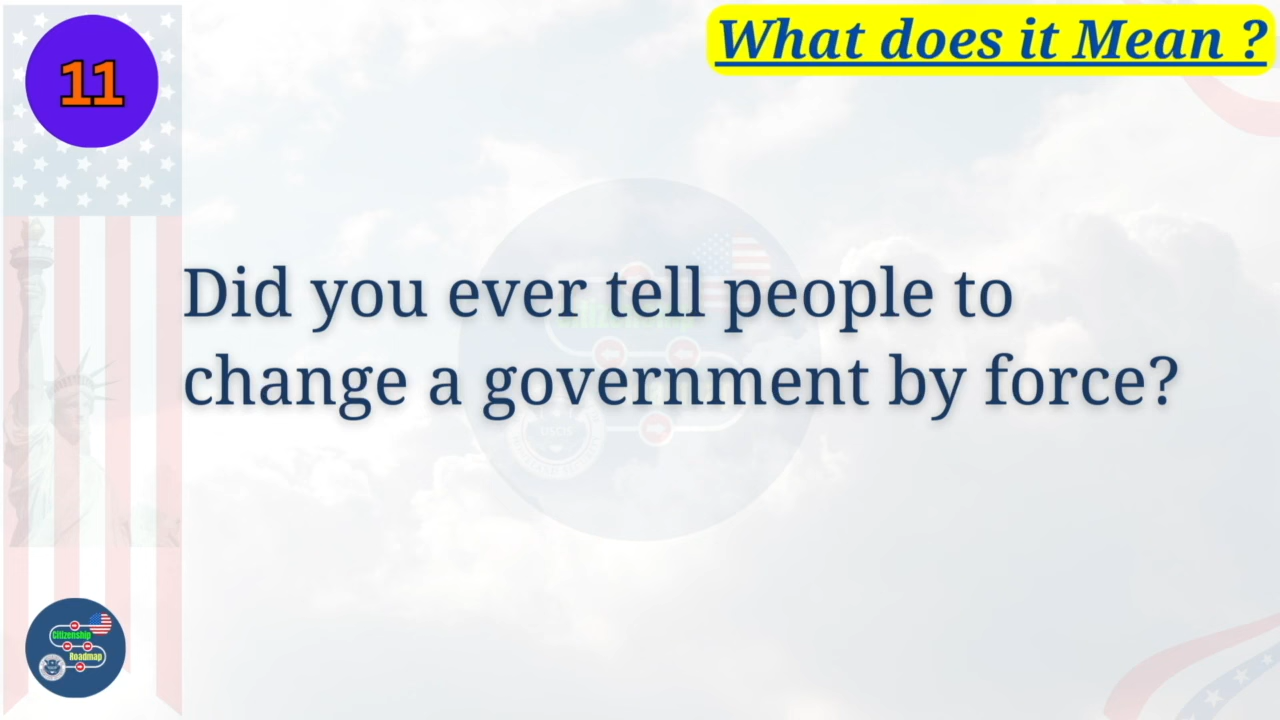 11
What does it Mean ?
Did you ever tell people to
change a government by force?
Citizenship
Roadmap